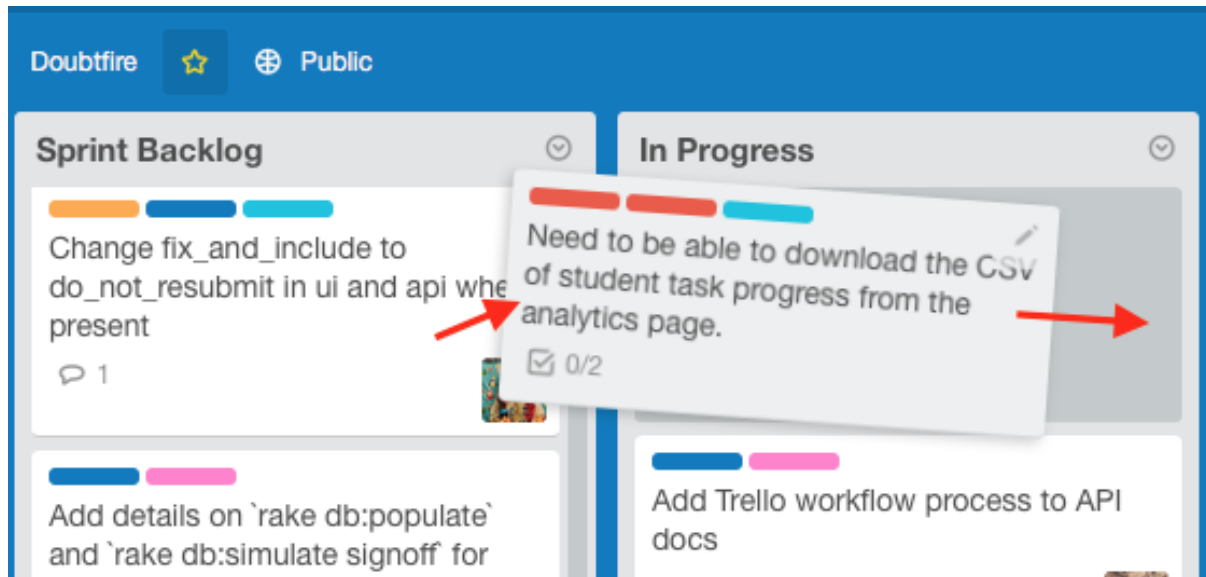 Doubtfire Public
Sprint Backlog
Change fix_and_include to
do_not_resubmit in ui and api whe
present
1
Add details on `rake db:populate`
and `rake db:simulate signoff` for
Need to be able to download the CSV
of student task progress from the
analytics page.
0/2
In Progress
Add Trello workflow process to API
docs